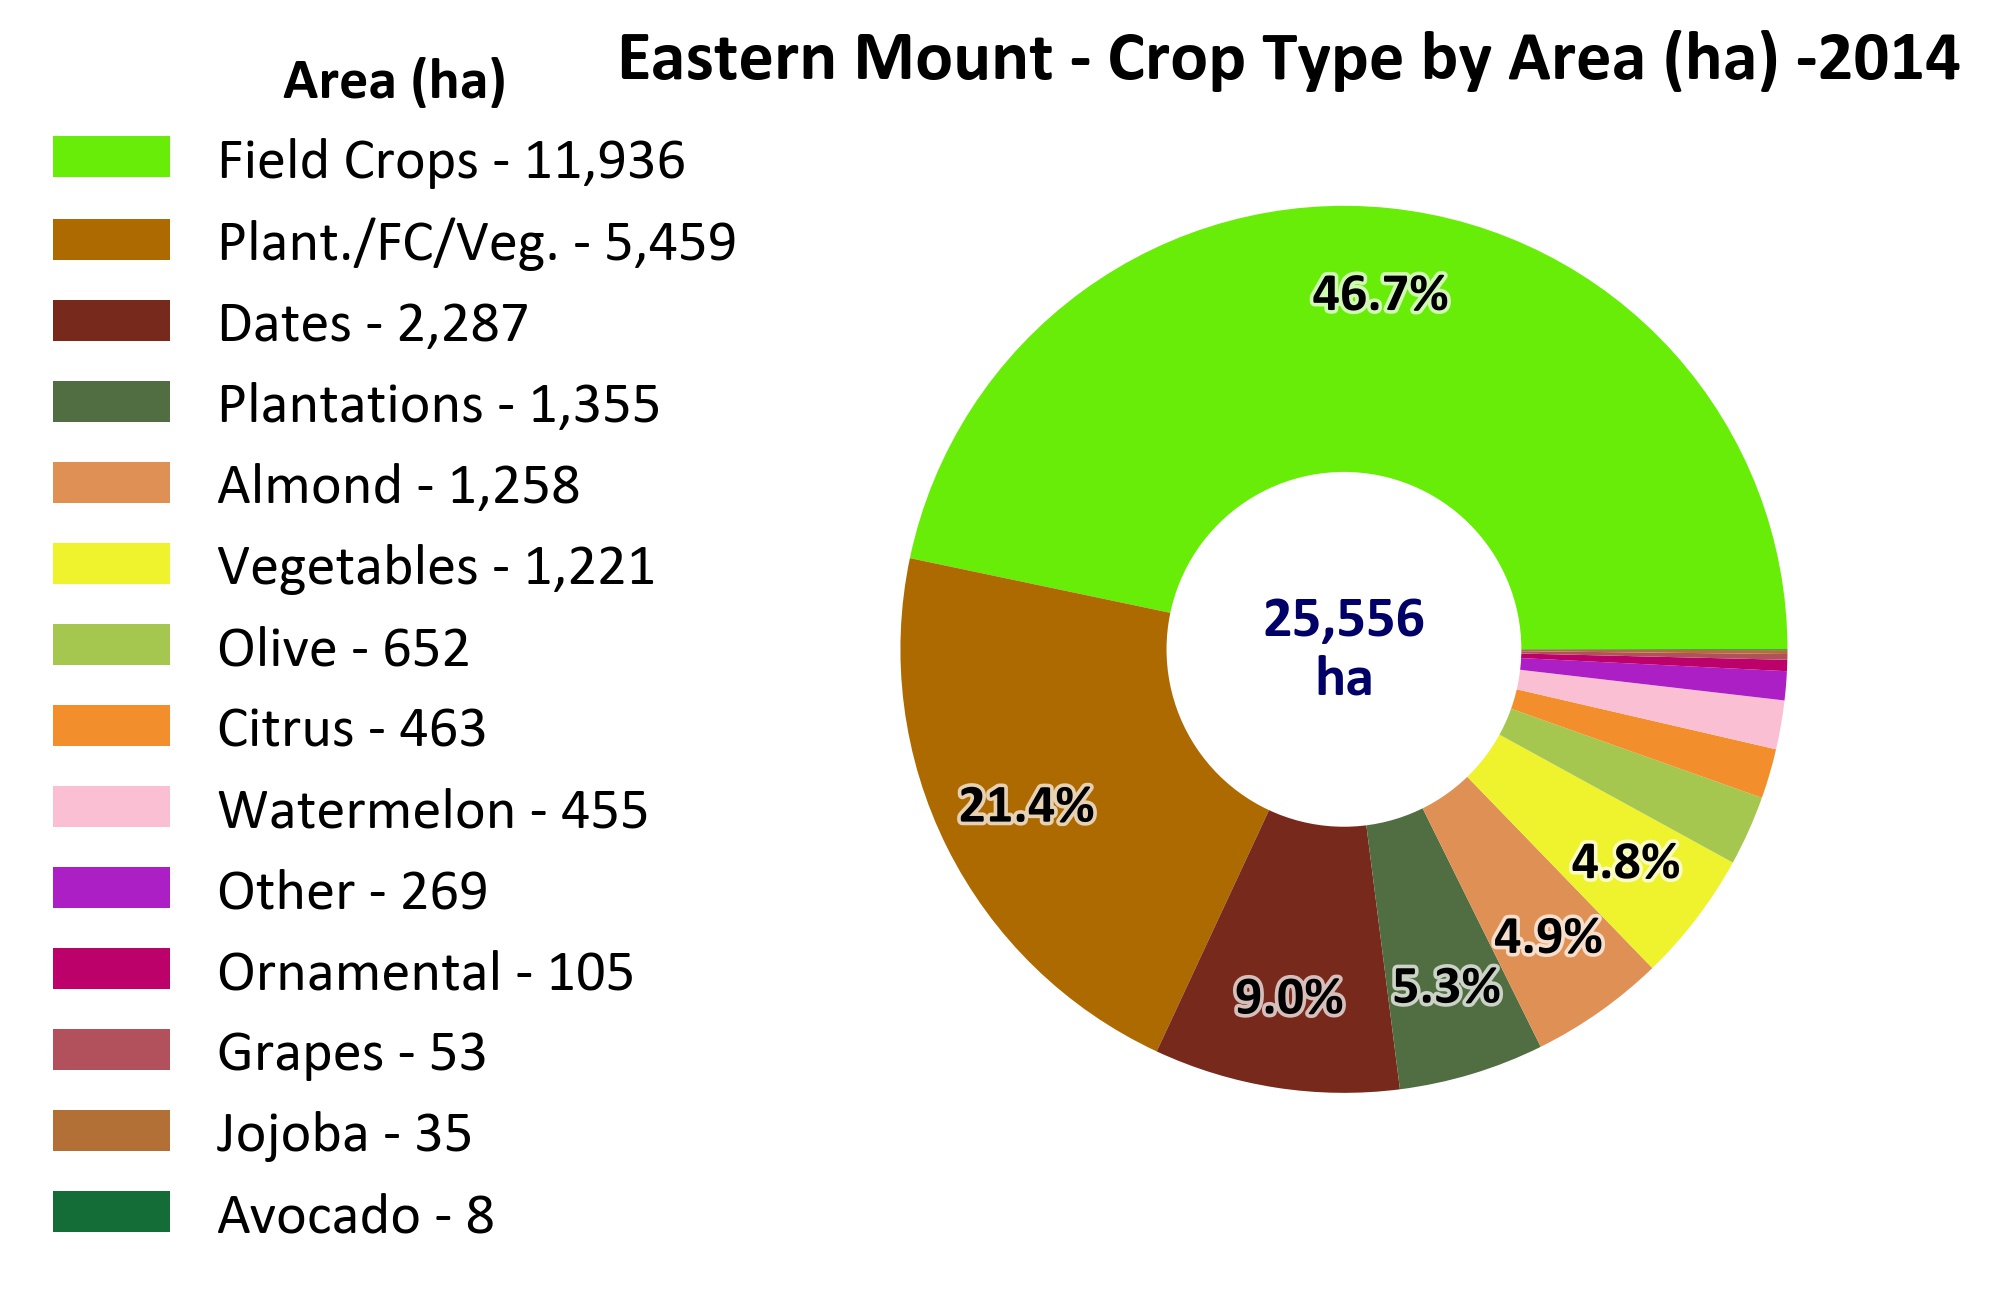 Eastern Mount - Crop Type by Area (ha) -2014
Area (ha)
Field Crops - 11,936
Plant./FC/Veg. - 5,459
Dates - 2,287
Plantations - 1,355
Almond - 1,258
Vegetables - 1,221
Olive - 652
Citrus - 463
Watermelon - 455
Other - 269
Ornamental - 105
Grapes - 53
Jojoba - 35
Avocado - 8
46.7%
21.4%
9.0%
5.3%
4.9%
4.8%
25,556
ha